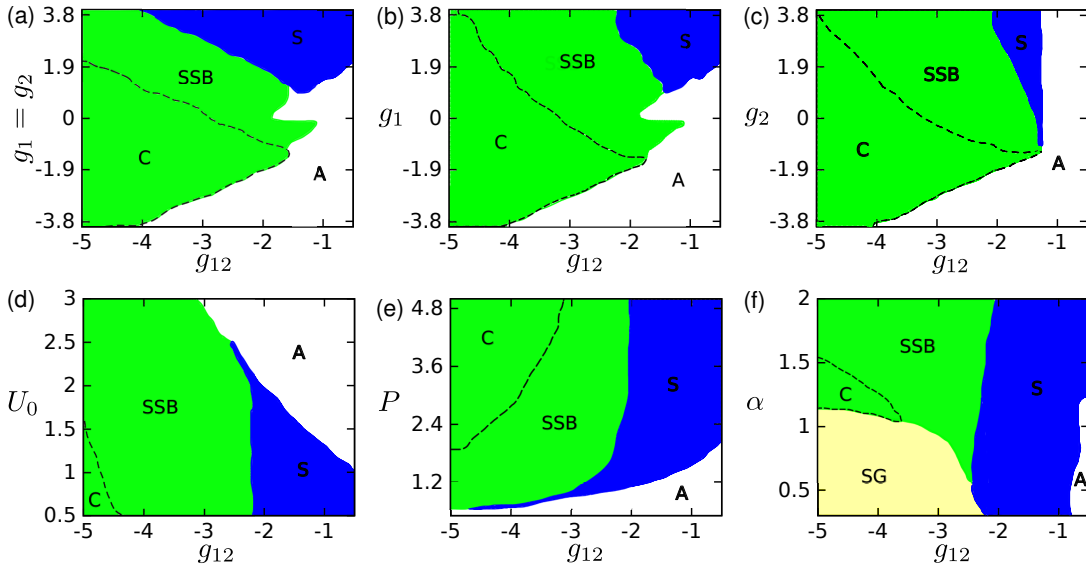 (a)
3.8
1.9
0
-1.9
-3.8
g1 = g2
SSB
S
C
A
-5 -4 -3 -2 -1
g12
(b)
3.8
1.9
0
-1.9
-3.8
g1
SSB
S
C
A
-5 -4 -3 -2 -1
g12
(c)
3.8
1.9
0
-1.9
-3.8
g2
S
SSB
C
A
-5 -4 -3 -2 -1
g12
(d)
3
2.5
2
1.5
1
0.5
U0
A
SSB
S
C
-5 -4 -3 -2 -1
g12
(e)
4.8
3.6
2.4
1.2
P
C
S
SSB
A
-5 -4 -3 -2 -1
g12
(f)
2
1.5
1
0.5
α
SSB
S
C
SG
A
-5 -4 -3 -2 -1
g12